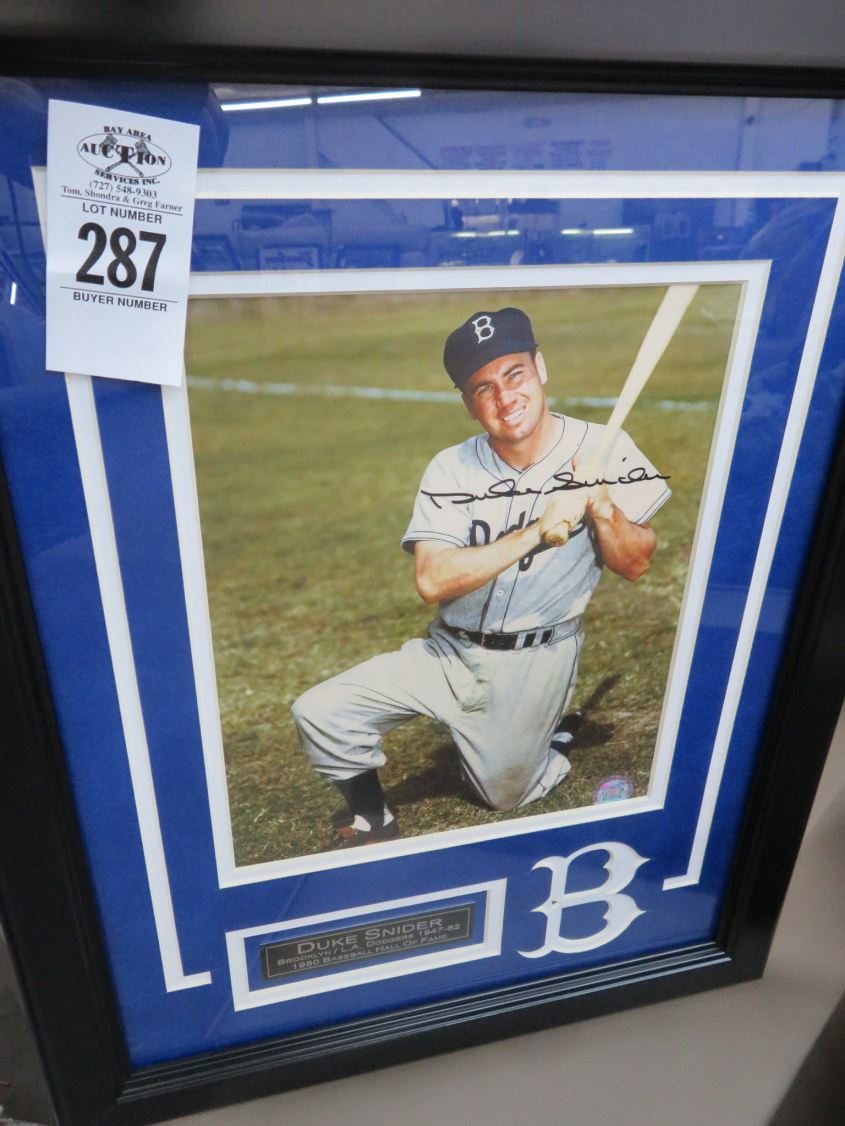 BAY AREA
AUCTION
SERVICES INC.
(727) 548-9303
Tom, Shondra & Greg Farner
LOT NUMBER
287
BUYER NUMBER
B
Duke Snider
Dodg
DUKE SNIDER
BROOKLYN / L.A. DODGERS 1947-62
1980 BASEBALL HALL OF FAME
B